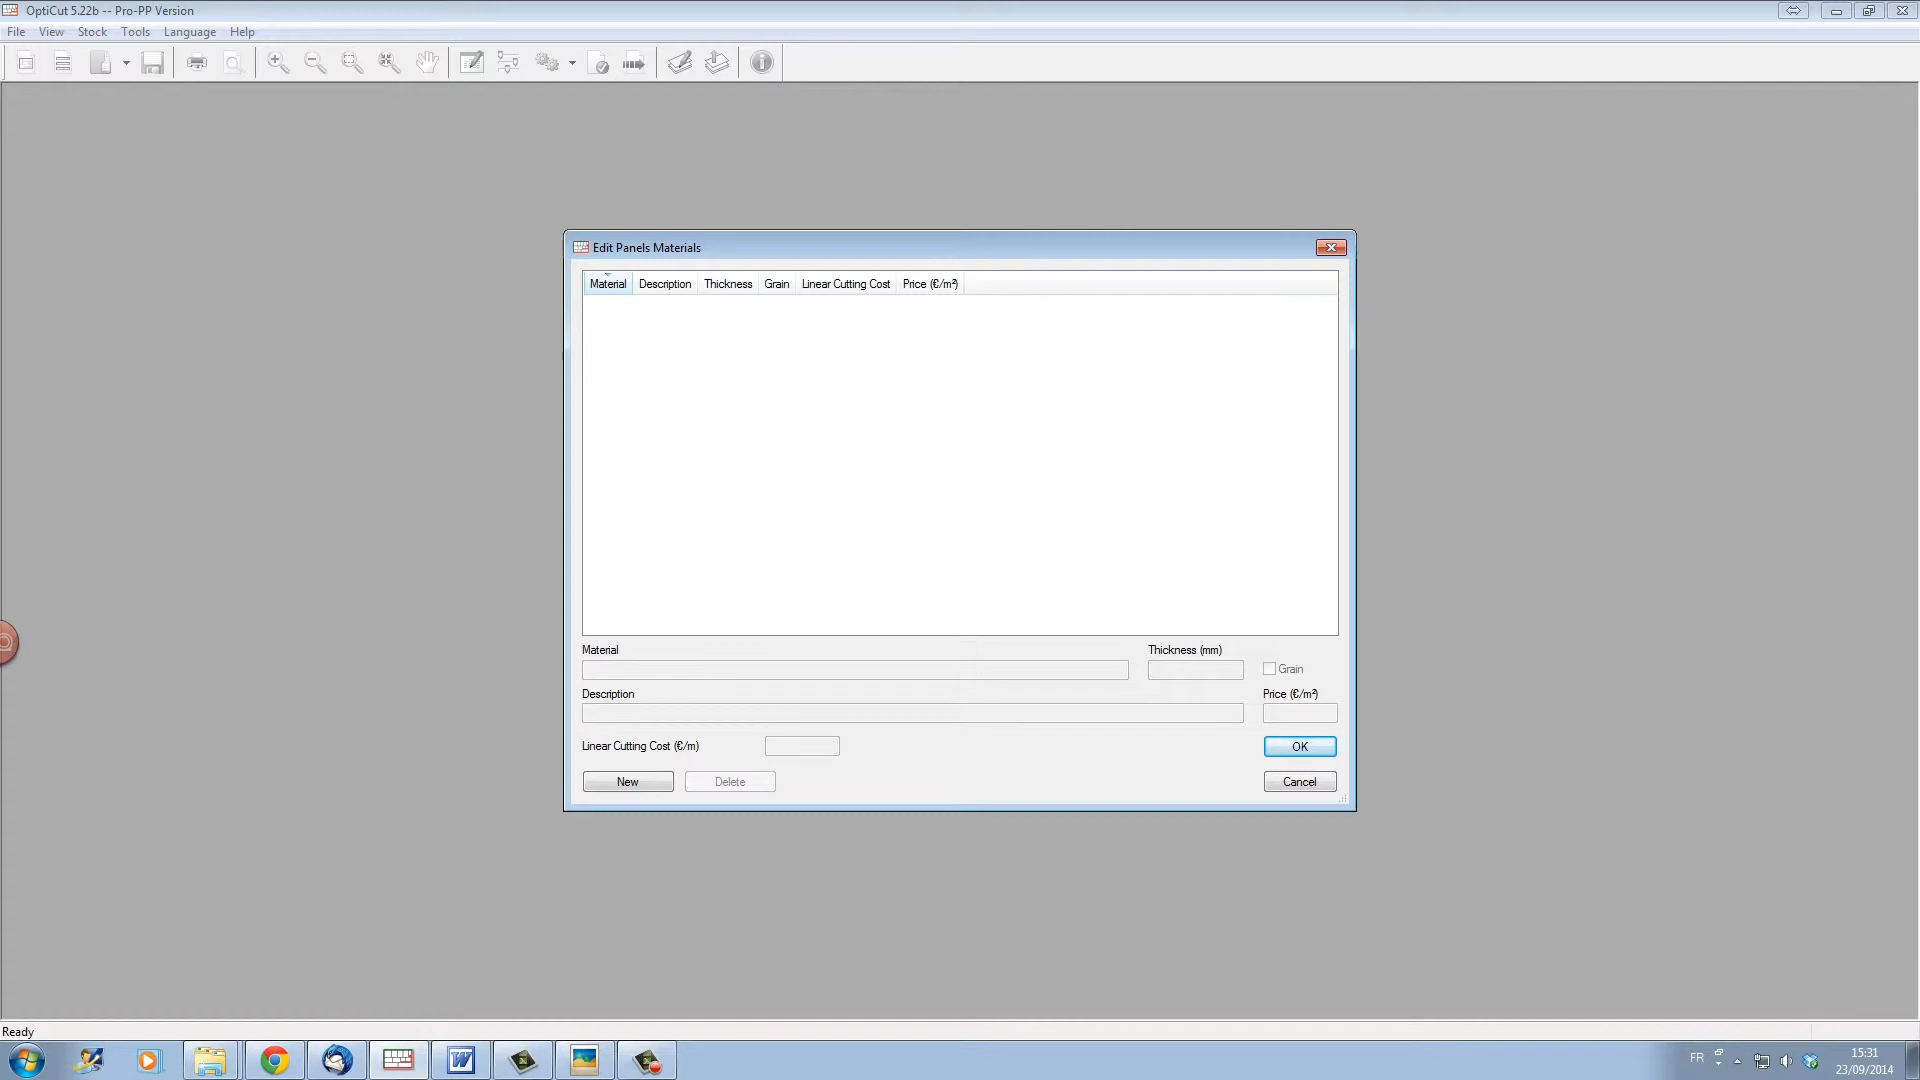 OptiCut 5.22b -- Pro-PP Version
File View Stock Tools Language Help
Edit Panels Materials
Material Description Thickness Grain Linear Cutting Cost Price (€/m²)
Material Thickness (mm)
Grain
Description Price (€/m²)
Linear Cutting Cost (€/m) OK
New Delete Cancel
Ready
FR 15:31
23/09/2014